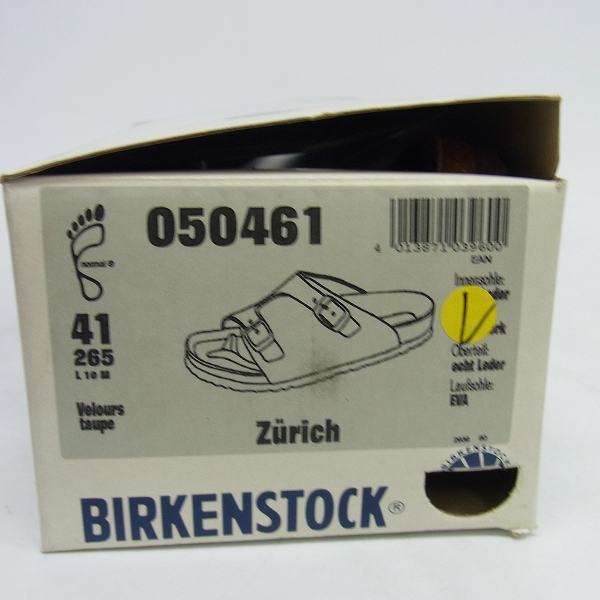 050461
4 013871 039600
EAN
normal
41
265
L 10 M
Velours
taupe
Innensohle:
Oberteil:
echt Leder
Laufsohle:
EVA
Zürich
BIRKENSTOCK
BIRKENSTOCK®